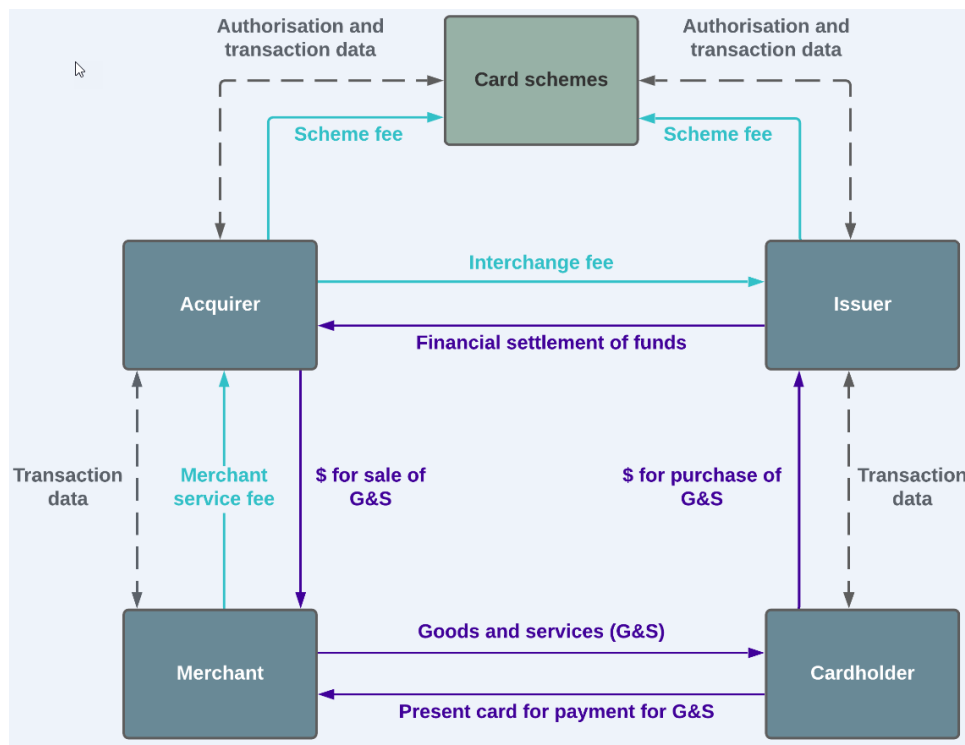 Authorisation and
transaction data
Authorisation and
transaction data
Card schemes
Scheme fee
Scheme fee
Interchange fee
Acquirer
Issuer
Financial settlement of funds
Transaction
data
Merchant
service fee
$ for sale of
G&S
$ for purchase of
G&S
Transaction
data
Goods and services (G&S)
Merchant
Cardholder
Present card for payment for G&S